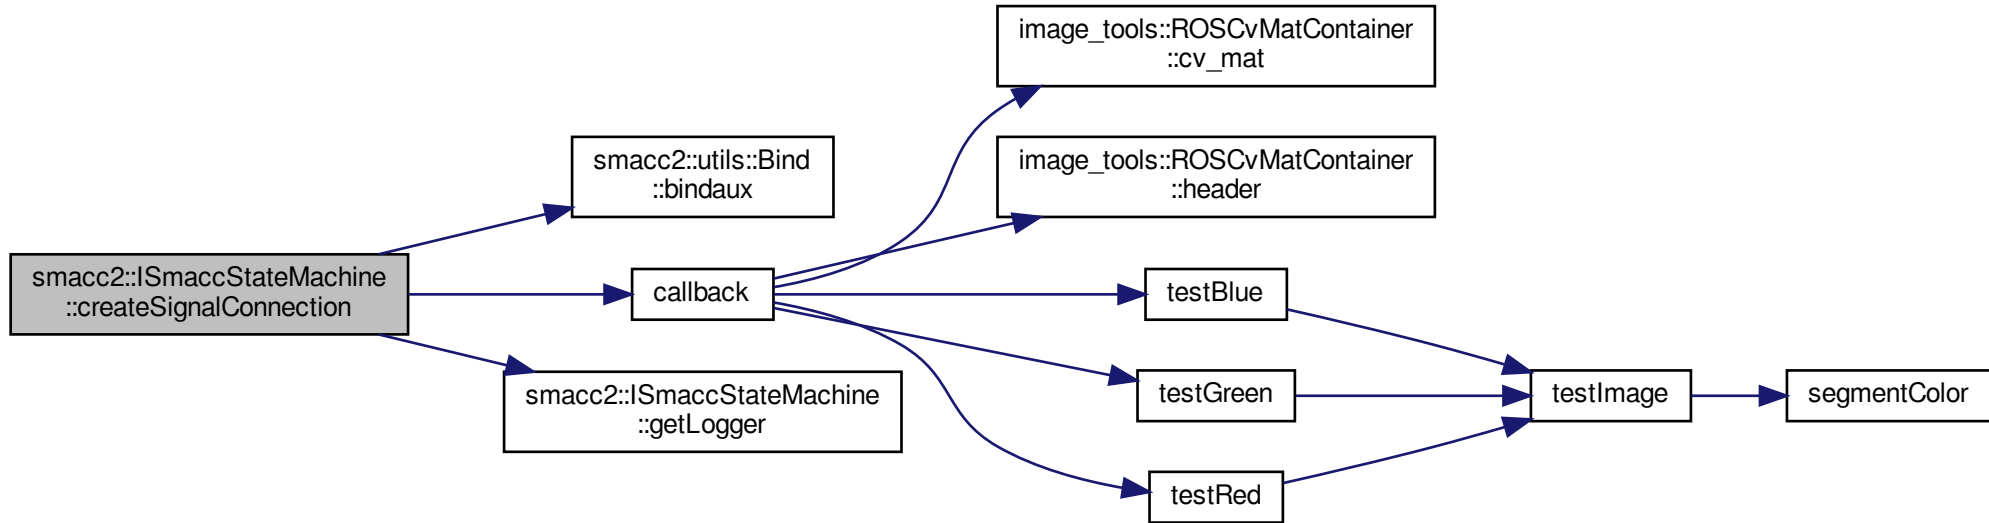 smacc2::ISmaccStateMachine
::createSignalConnection
smacc2::utils::Bind
::bindaux
callback
smacc2::ISmaccStateMachine
::getLogger
image_tools::ROSCvMatContainer
::cv_mat
image_tools::ROSCvMatContainer
::header
testBlue
testGreen
testRed
testImage
segmentColor